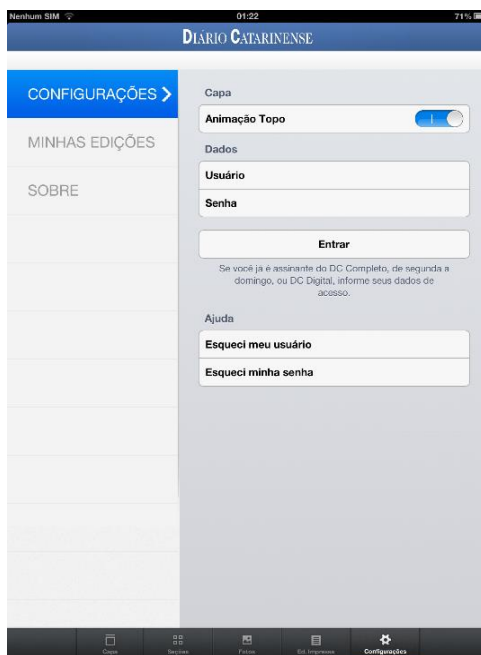 Nenhum SIM 01:22 71%
DIÁRIO CATARINENSE
CONFIGURAÇÕES
MINHAS EDIÇÕES
SOBRE
Capa
Animação Topo
Dados
Usuário
Senha
Entrar
Se você já é assinante do DC Completo, de segunda a
domingo, ou DC Digital, informe seus dados de
acesso.
Ajuda
Esqueci meu usuário
Esqueci minha senha
Capa Seções Fotos Ed. Impressa Configurações